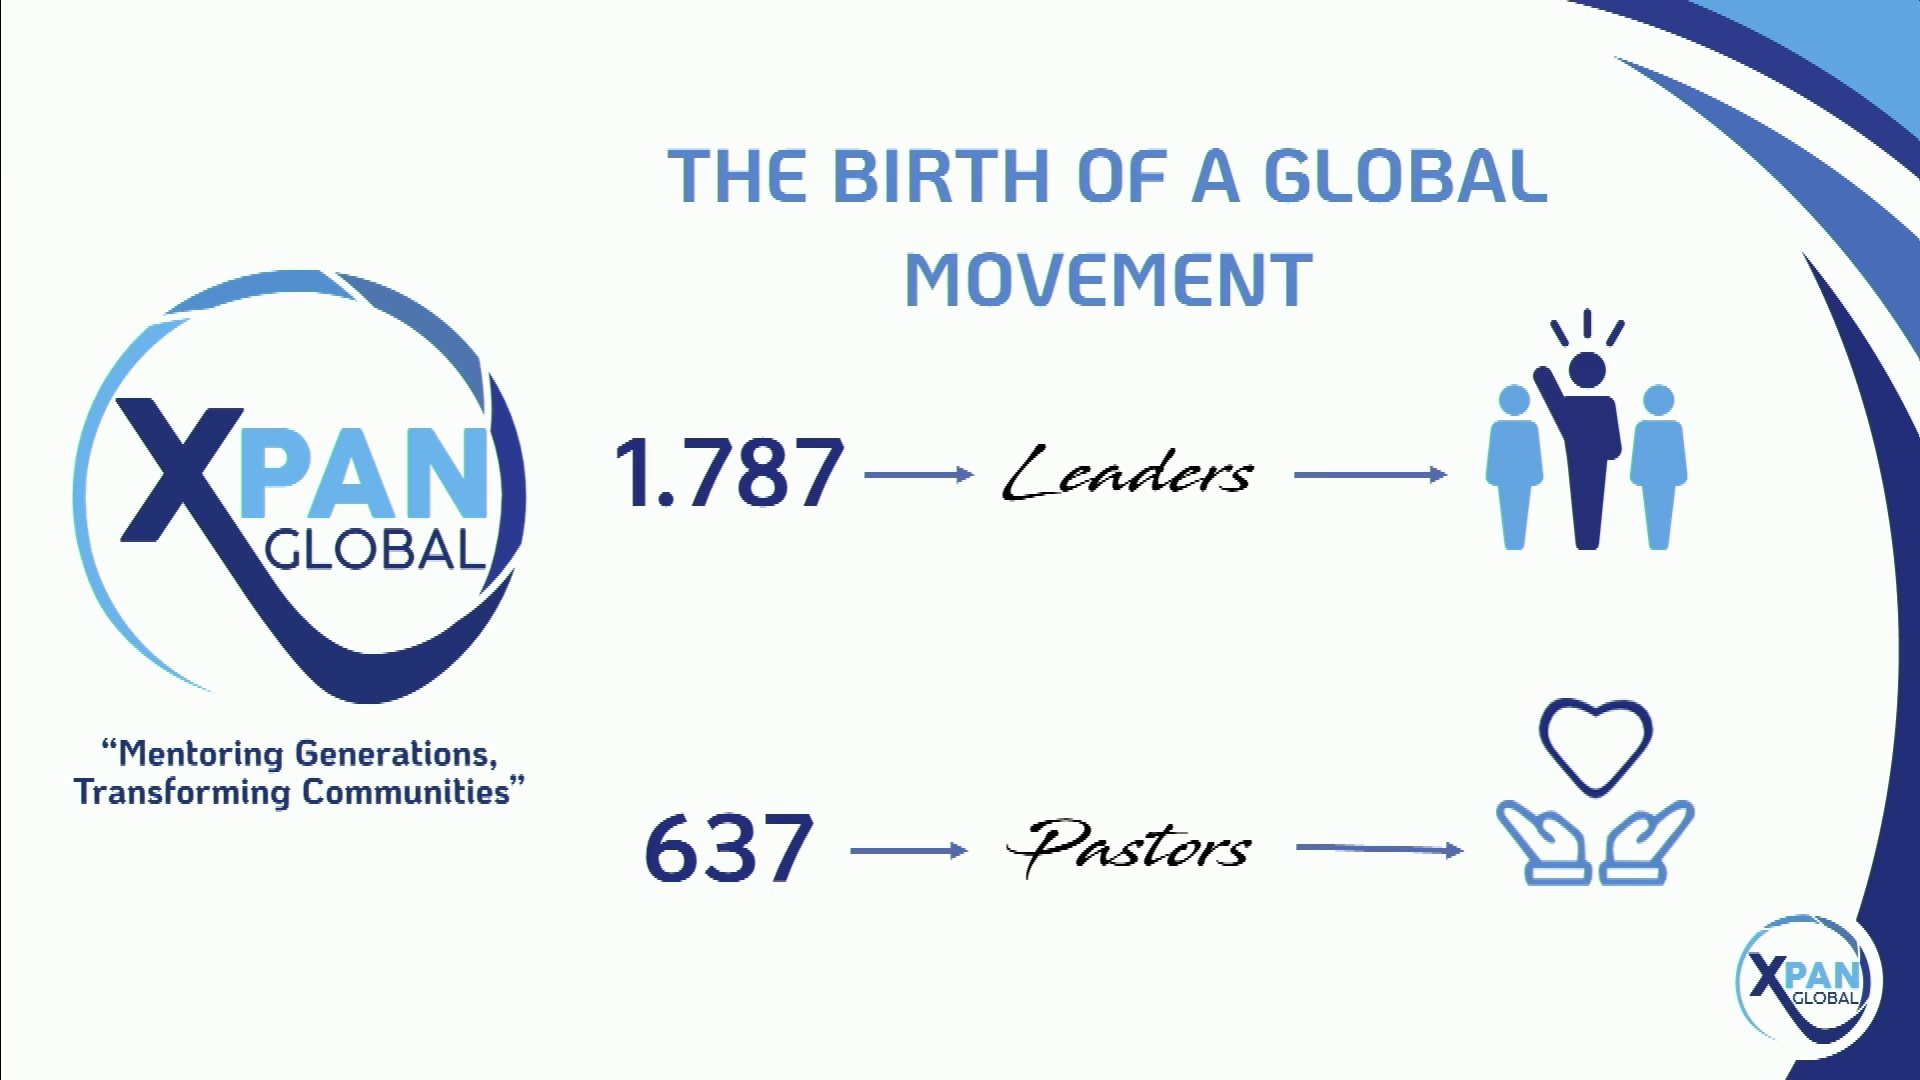 THE BIRTH OF A GLOBAL
MOVEMENT
XPAN
GLOBAL
“Mentoring Generations,
Transforming Communities”
1.787
Leaders
637
Pastors
XPAN
GLOBAL